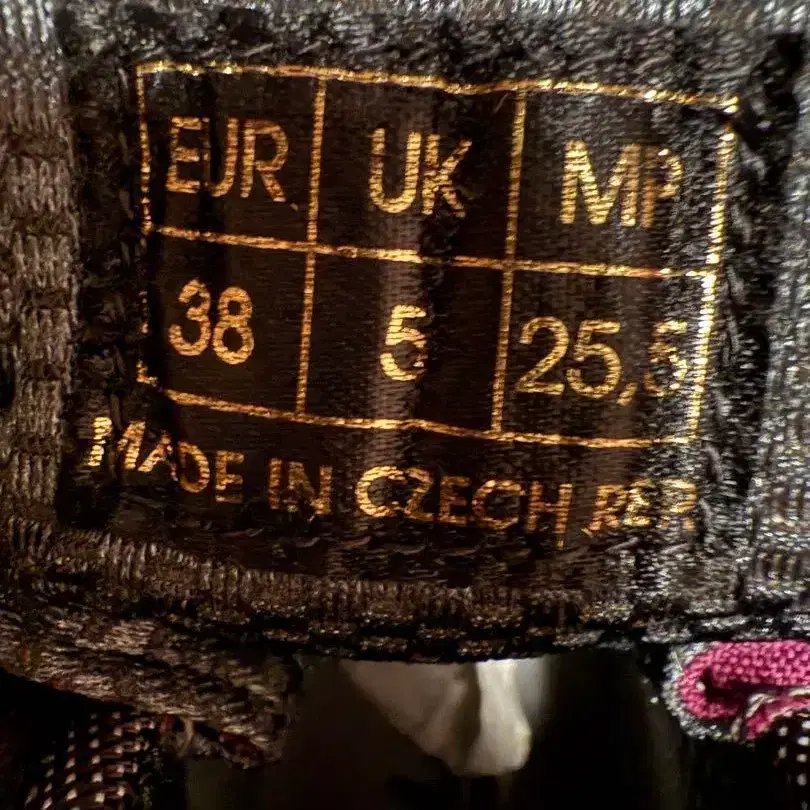 EUR UK MP
38 5 25,5
MADE IN CZECH REP.